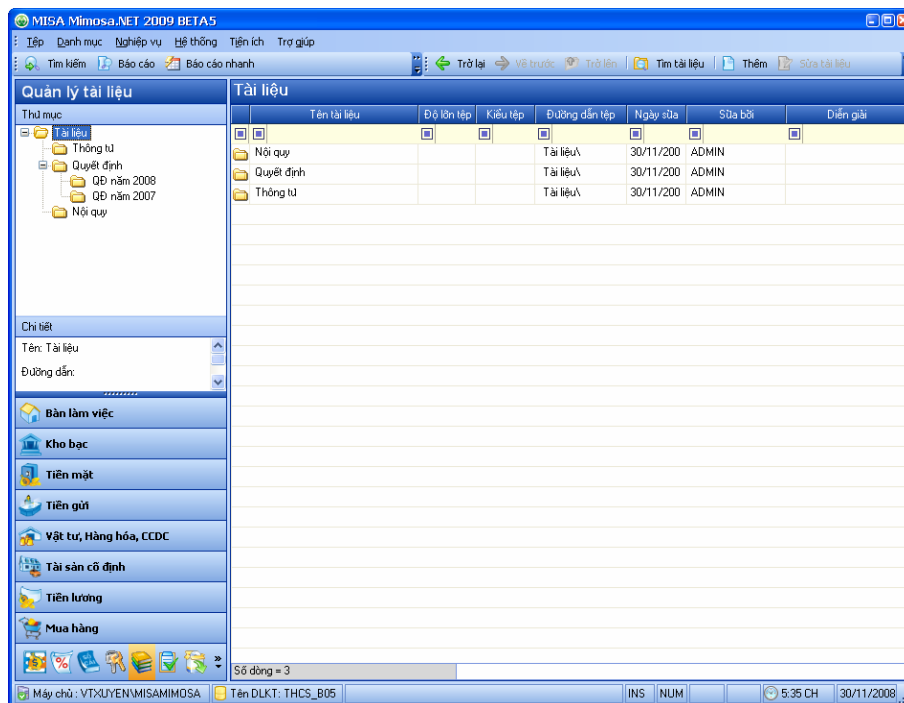 MISA Mimosa.NET 2009 BETA5
Tệp Danh mục Nghiệp vụ Hệ thống Tiện ích Trợ giúp
Tìm kiếm Báo cáo Báo cáo nhanh Trở lại Về trước Trở lên Tìm tài liệu Thêm Sửa tài liệu
Quản lý tài liệu
Thư mục
Tài liệu
Thông tư
Quyết định
QĐ năm 2008
QĐ năm 2007
Nội quy
Chi tiết
Tên: Tài liệu
Đường dẫn:
Bàn làm việc
Kho bạc
Tiền mặt
Tiền gửi
Vật tư, Hàng hóa, CCDC
Tài sản cố định
Tiền lương
Mua hàng
Tài liệu
Tên tài liệu Độ lớn tệp Kiểu tệp Đường dẫn tệp Ngày sửa Sửa bởi Diễn giải
Nội quy Tài liệu\ 30/11/200 ADMIN
Quyết định Tài liệu\ 30/11/200 ADMIN
Thông tư Tài liệu\ 30/11/200 ADMIN
Số dòng = 3
Máy chủ : VTXUYEN\MISAMIMOSA Tên DLKT: THCS_B05 INS NUM 5:35 CH 30/11/2008